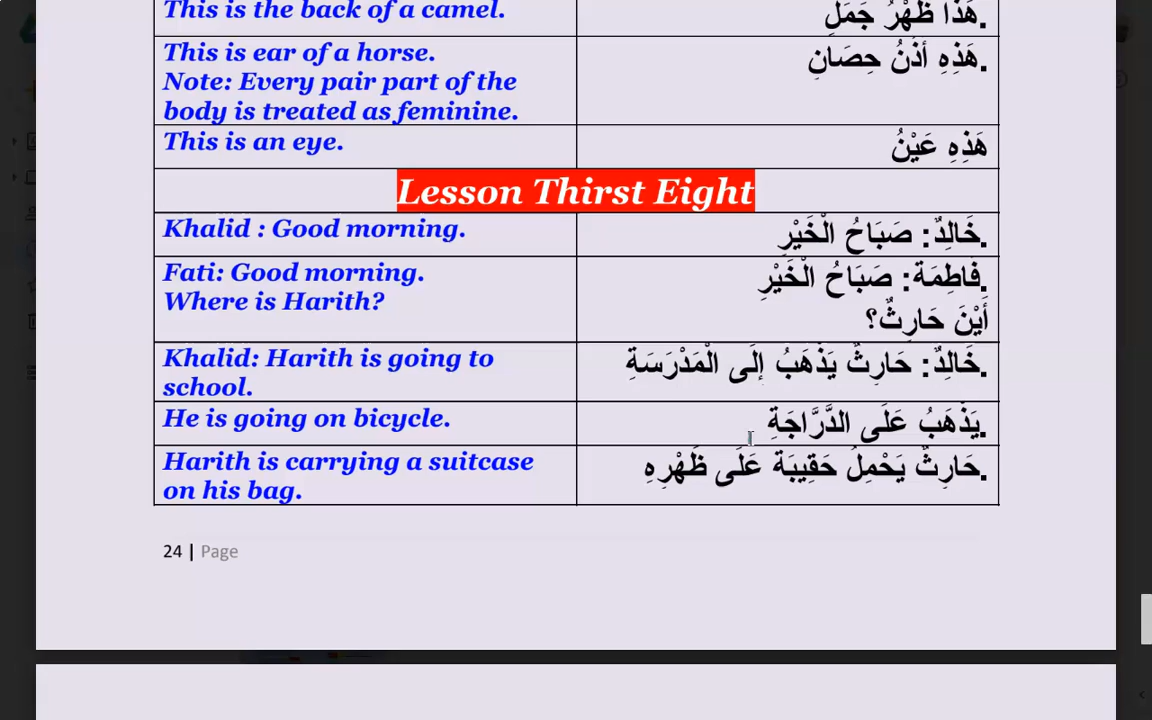 This is the back of a camel.
هَذَا ظَهْرُ جَمَلٍ.
This is ear of a horse.
Note: Every pair part of the
body is treated as feminine.
هَذِهِ أذُنُ حِصَانٍ.
This is an eye.
هَذِهِ عَيْنُ
Lesson Thirst Eight
Khalid : Good morning.
خَالِدٌ: صَبَاحُ الْخَيْرِ.
Fati: Good morning.
Where is Harith?
فَاطِمَة: صَبَاحُ الْخَيْرِ.
أَيْنَ حَارِثٌ؟
Khalid: Harith is going to
school.
خَالِدٌ: حَارِثٌ يَذْهَبُ إِلَى الْمَدْرَسَةِ.
He is going on bicycle.
يَذْهَبُ عَلَى الدَّرَّاجَةِ.
Harith is carrying a suitcase
on his bag.
حَارِثٌ يَحْمِلُ حَقِيبَة عَلَى ظَهْرِهِ.
24 | Page